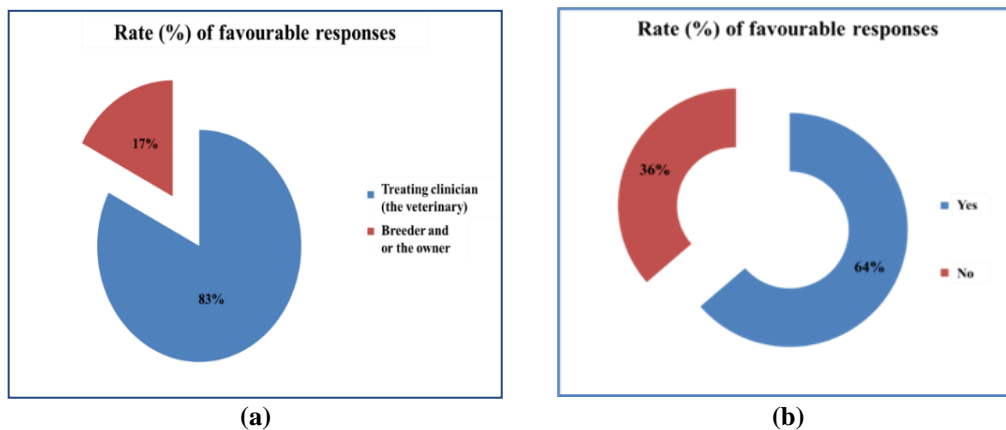 Rate (%) of favourable responses
17%
83%
Treating clinician
(the veterinary)
Breeder and
or the owner
(a)
Rate (%) of favourable responses
36%
64%
Yes
No
(b)